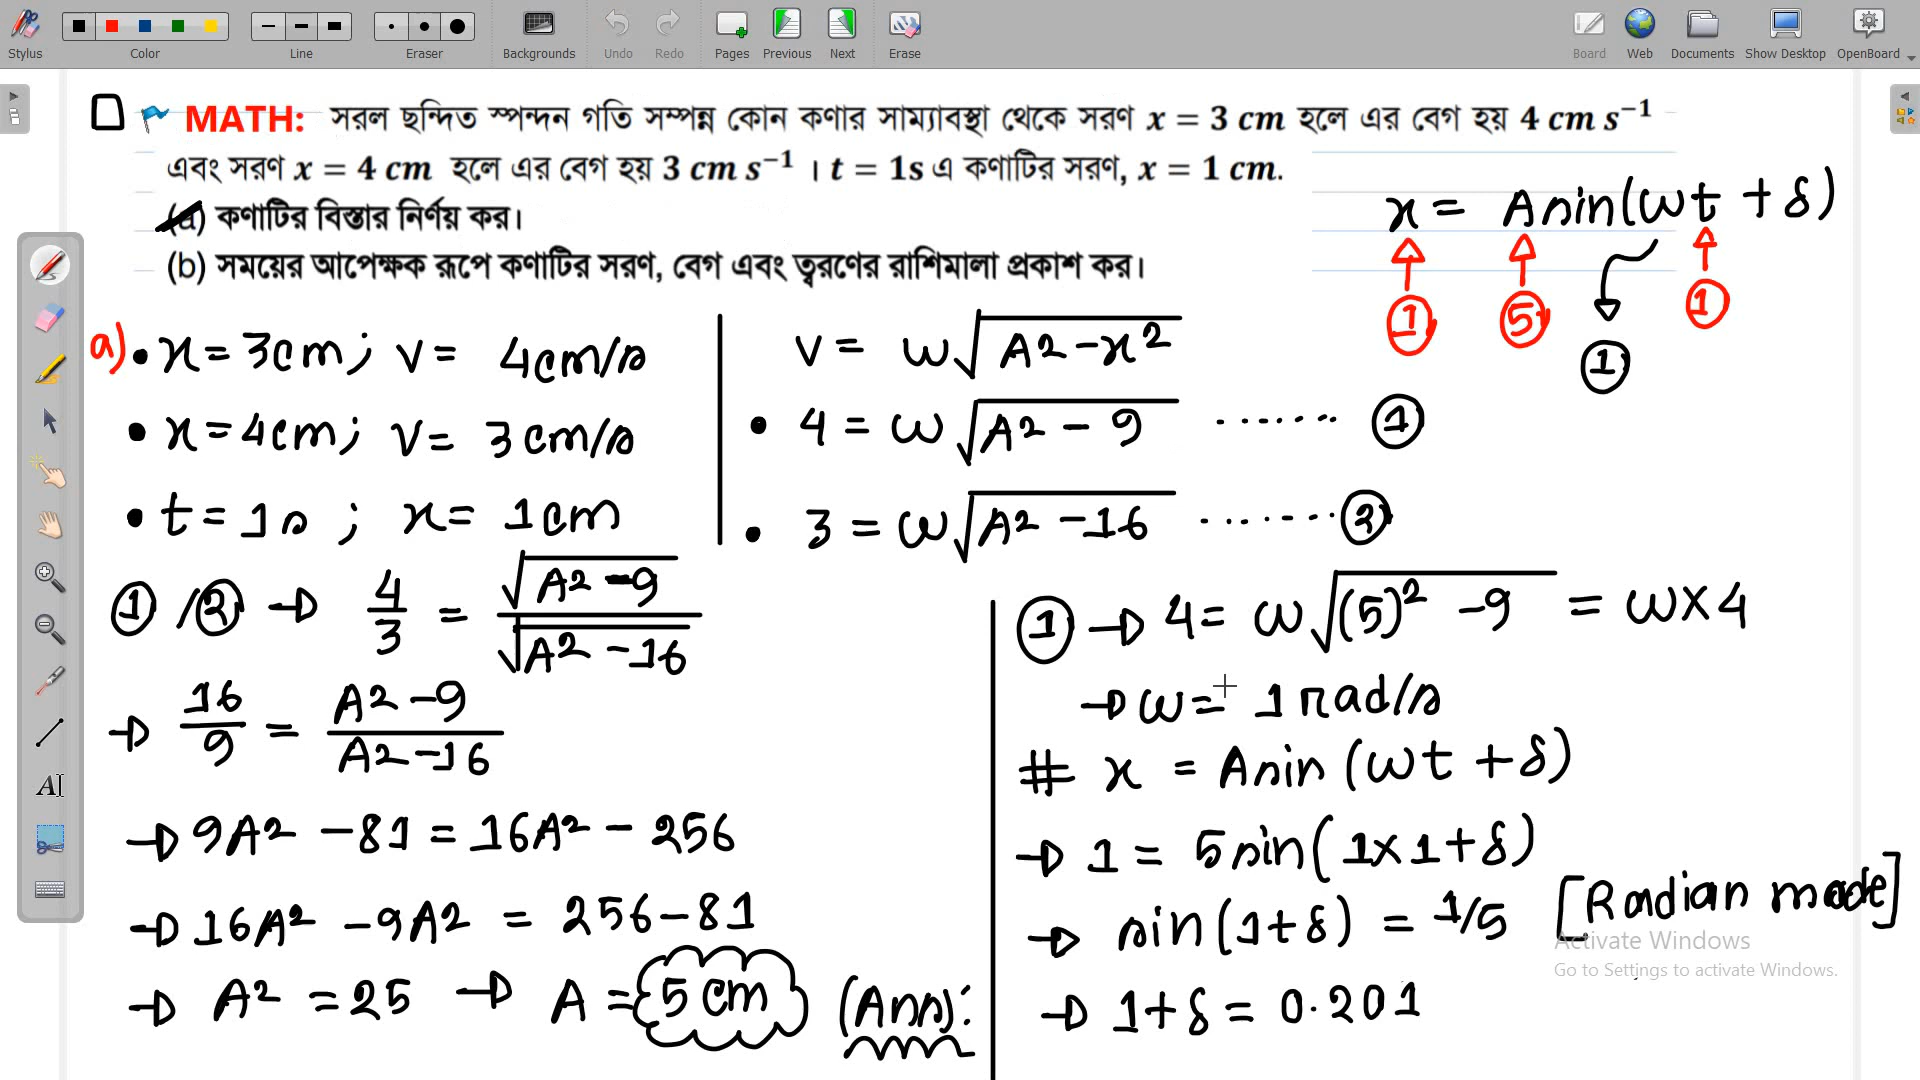 Stylus Color Line Eraser Backgrounds Undo Redo Pages Previous Next Erase Board Web Documents Show Desktop OpenBoard
MATH: সরল ছন্দিত স্পন্দন গতি সম্পন্ন কোন কণার সাম্যাবস্থা থেকে সরণ x = 3 cm হলে এর বেগ হয় 4 cm s⁻¹
এবং সরণ x = 4 cm হলে এর বেগ হয় 3 cm s⁻¹ । t = 1s এ কণাটির সরণ, x = 1 cm.
(a) কণাটির বিস্তার নির্ণয় কর।
(b) সময়ের আপেক্ষক রূপে কণাটির সরণ, বেগ এবং ত্বরণের রাশিমালা প্রকাশ কর।
x = A sin(ωt + δ)
1 5 1 1
a) • x = 3cm; v = 4cm/s
• x = 4cm; v = 3cm/s
• t = 1s; x = 1cm
v = ω√(A2 - x²)
• 4 = ω√(A2 - 9) ....... ①
• 3 = ω√(A2 - 16) ........ ②
① / ② → 4/3 = √(A2 - 9) / √(A2 - 16)
→ 16/9 = (A2 - 9) / (A2 - 16)
→ 9A2 - 81 = 16A2 - 256
→ 16A2 - 9A2 = 256 - 81
→ A2 = 25 → A = 5 cm (Ans):
① → 4 = ω√((5)² - 9) = ω×4
→ ω = 1 rad/s
# x = A sin(ωt + δ)
→ 1 = 5 sin(1×1 + δ)
→ sin(1 + δ) = 1/5 [Radian mode]
→ 1 + δ = 0.201
Activate Windows
Go to Settings to activate Windows.